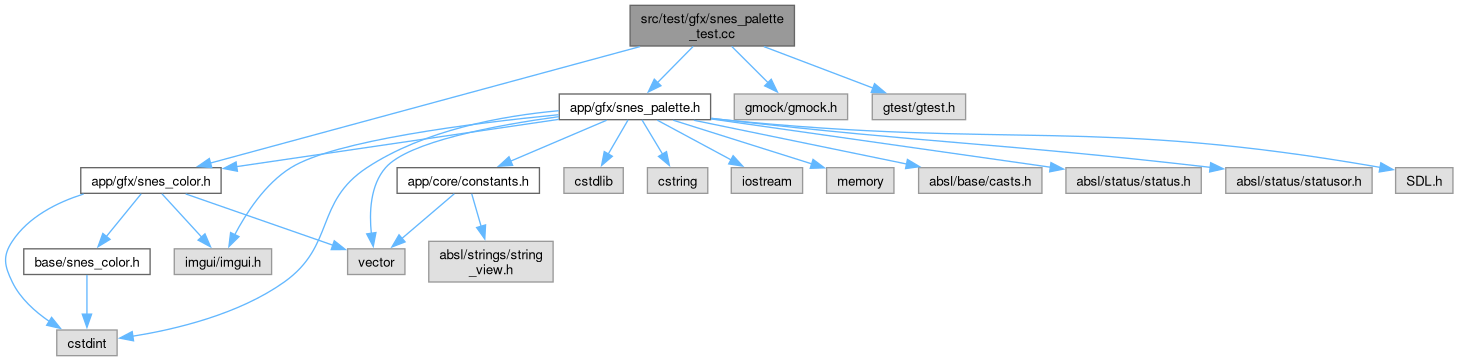 src/test/gfx/snes_palette
_test.cc
app/gfx/snes_palette.h
gmock/gmock.h
gtest/gtest.h
app/gfx/snes_color.h
app/core/constants.h
cstdlib
cstring
iostream
memory
absl/base/casts.h
absl/status/status.h
absl/status/statusor.h
SDL.h
base/snes_color.h
imgui/imgui.h
vector
absl/strings/string
_view.h
cstdint